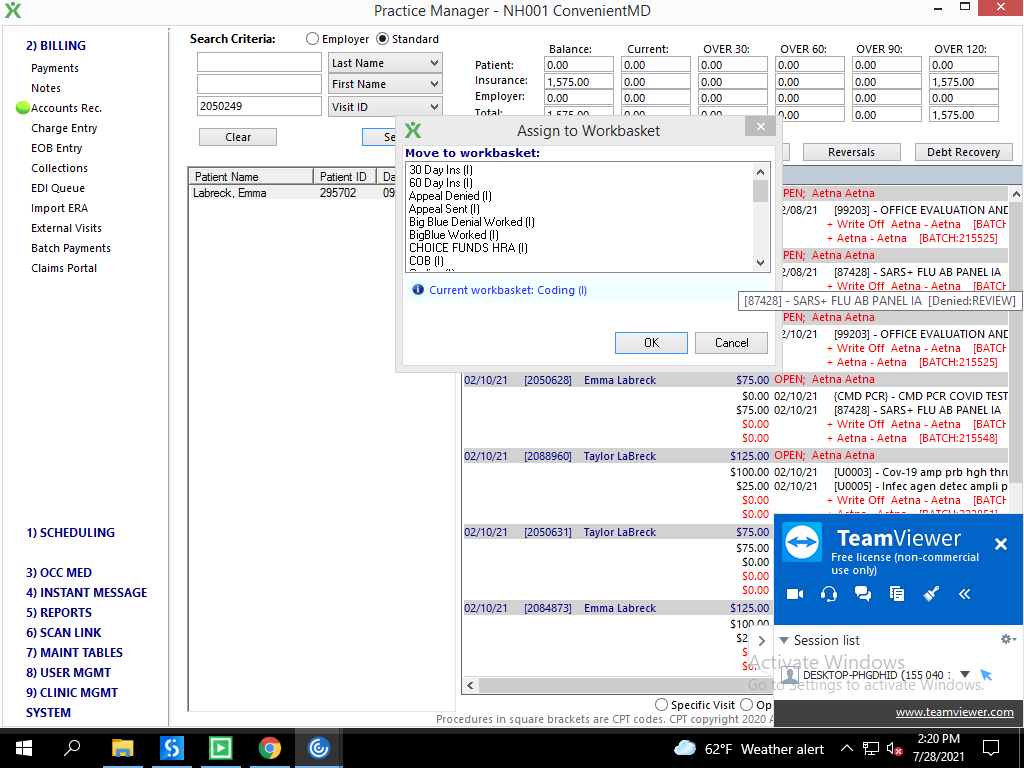 Practice Manager - NH001 ConvenientMD
2) BILLING
Payments
Notes
Accounts Rec.
Charge Entry
EOB Entry
Collections
EDI Queue
Import ERA
External Visits
Batch Payments
Claims Portal
1) SCHEDULING
3) OCC MED
4) INSTANT MESSAGE
5) REPORTS
6) SCAN LINK
7) MAINT TABLES
8) USER MGMT
9) CLINIC MGMT
SYSTEM
Search Criteria: Employer Standard
Last Name
First Name
2050249 Visit ID
Clear Se
Balance: Current: OVER 30: OVER 60: OVER 90: OVER 120:
Patient: 0.00 0.00 0.00 0.00 0.00 0.00
Insurance: 1,575.00 0.00 0.00 0.00 0.00 1,575.00
Employer: 0.00 0.00 0.00 0.00 0.00 0.00
Total: 1,575.00 0.00 0.00 0.00 0.00 1,575.00
Reversals Debt Recovery
Patient Name Patient ID Da
Labreck, Emma 295702 09
Assign to Workbasket
Move to workbasket:
30 Day Ins (I)
60 Day Ins (I)
Appeal Denied (I)
Appeal Sent (I)
Big Blue Denial Worked (I)
BigBlue Worked (I)
CHOICE FUNDS HRA (I)
COB (I)
Current workbasket: Coding (I)
OK Cancel
PEN; Aetna Aetna
2/08/21 [99203] - OFFICE EVALUATION AND
+ Write Off Aetna - Aetna [BATCH
+ Aetna - Aetna [BATCH:215525]
PEN; Aetna Aetna
2/08/21 [87428] - SARS+ FLU AB PANEL IA
+ Write Off Aetna - Aetna [BATCH
[87428] - SARS+ FLU AB PANEL IA [Denied:REVIEW]
PEN; Aetna Aetna
2/10/21 [99203] - OFFICE EVALUATION AND
+ Write Off Aetna - Aetna [BATCH
+ Aetna - Aetna [BATCH:215525]
02/10/21 [2050628] Emma Labreck $75.00 OPEN; Aetna Aetna
$0.00 02/10/21 {CMD PCR} - CMD PCR COVID TEST
$75.00 02/10/21 [87428] - SARS+ FLU AB PANEL IA
$0.00 + Write Off Aetna - Aetna [BATCH
$0.00 + Aetna - Aetna [BATCH:215548]
02/10/21 [2088960] Taylor LaBreck $125.00 OPEN; Aetna Aetna
$100.00 02/10/21 [U0003] - Cov-19 amp prb hgh thru
$25.00 02/10/21 [U0005] - Infec agen detec ampli p
$0.00 + Write Off Aetna - Aetna [BATCH
$0.00 + Aetna - Aetna
02/10/21 [2050631] Taylor LaBreck $75.00
$75.00
$0.00
$0.00
$0.00
02/10/21 [2084873] Emma Labreck $125.00
$100.00
$2
$
$
Specific Visit Op
Procedures in square brackets are CPT codes. CPT copyright 2020 A
TeamViewer
Free license (non-commercial
use only)
Session list
Activate Windows
DESKTOP-PHGDHID (155 040 :
Go to Settings to activate Windows.
www.teamviewer.com
62°F Weather alert
2:20 PM
7/28/2021